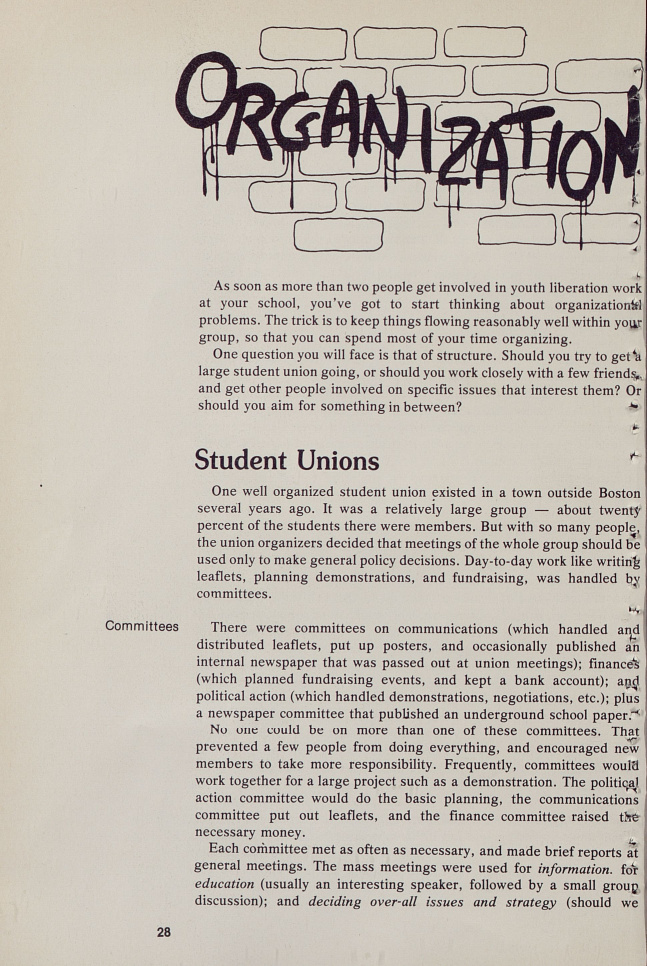 ORGANIZATION
As soon as more than two people get involved in youth liberation work
at your school, you've got to start thinking about organizational
problems. The trick is to keep things flowing reasonably well within your
group, so that you can spend most of your time organizing.
One question you will face is that of structure. Should you try to get a
large student union going, or should you work closely with a few friends,
and get other people involved on specific issues that interest them? Or
should you aim for something in between?
Student Unions
One well organized student union existed in a town outside Boston
several years ago. It was a relatively large group — about twenty
percent of the students there were members. But with so many people,
the union organizers decided that meetings of the whole group should be
used only to make general policy decisions. Day-to-day work like writing
leaflets, planning demonstrations, and fundraising, was handled by
committees.
Committees
There were committees on communications (which handled and
distributed leaflets, put up posters, and occasionally published an
internal newspaper that was passed out at union meetings); finances
(which planned fundraising events, and kept a bank account); and
political action (which handled demonstrations, negotiations, etc.); plus
a newspaper committee that published an underground school paper.
No one could be on more than one of these committees. That
prevented a few people from doing everything, and encouraged new
members to take more responsibility. Frequently, committees would
work together for a large project such as a demonstration. The political
action committee would do the basic planning, the communications
committee put out leaflets, and the finance committee raised the
necessary money.
Each committee met as often as necessary, and made brief reports at
general meetings. The mass meetings were used for information. for
education (usually an interesting speaker, followed by a small group
discussion); and deciding over-all issues and strategy (should we
28